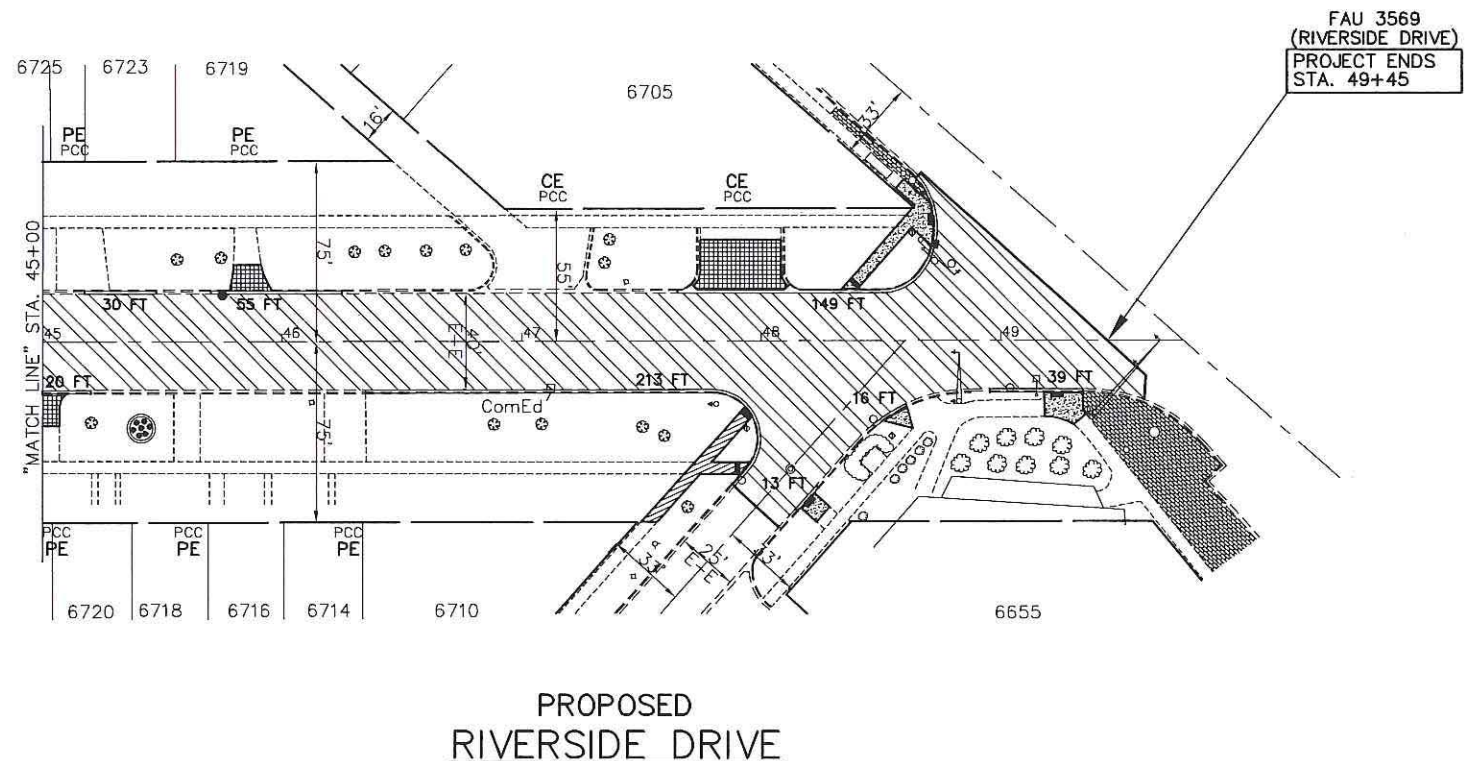 FAU 3569
(RIVERSIDE DRIVE)
PROJECT ENDS
STA. 49+45
6725
6723
6719
6705
16'
33'
PE
PCC
PE
PCC
CE
PCC
CE
PCC
75'
55'
"MATCH LINE" STA. 45+00
30 FT
55 FT
149 FT
45
46
47
48
49
40'
E-E
20 FT
213 FT
39 FT
16 FT
ComEd
75'
13 FT
PCC
PE
PCC
PE
PCC
PE
33'
25'
E-E
6720
6718
6716
6714
6710
6655
PROPOSED
RIVERSIDE DRIVE